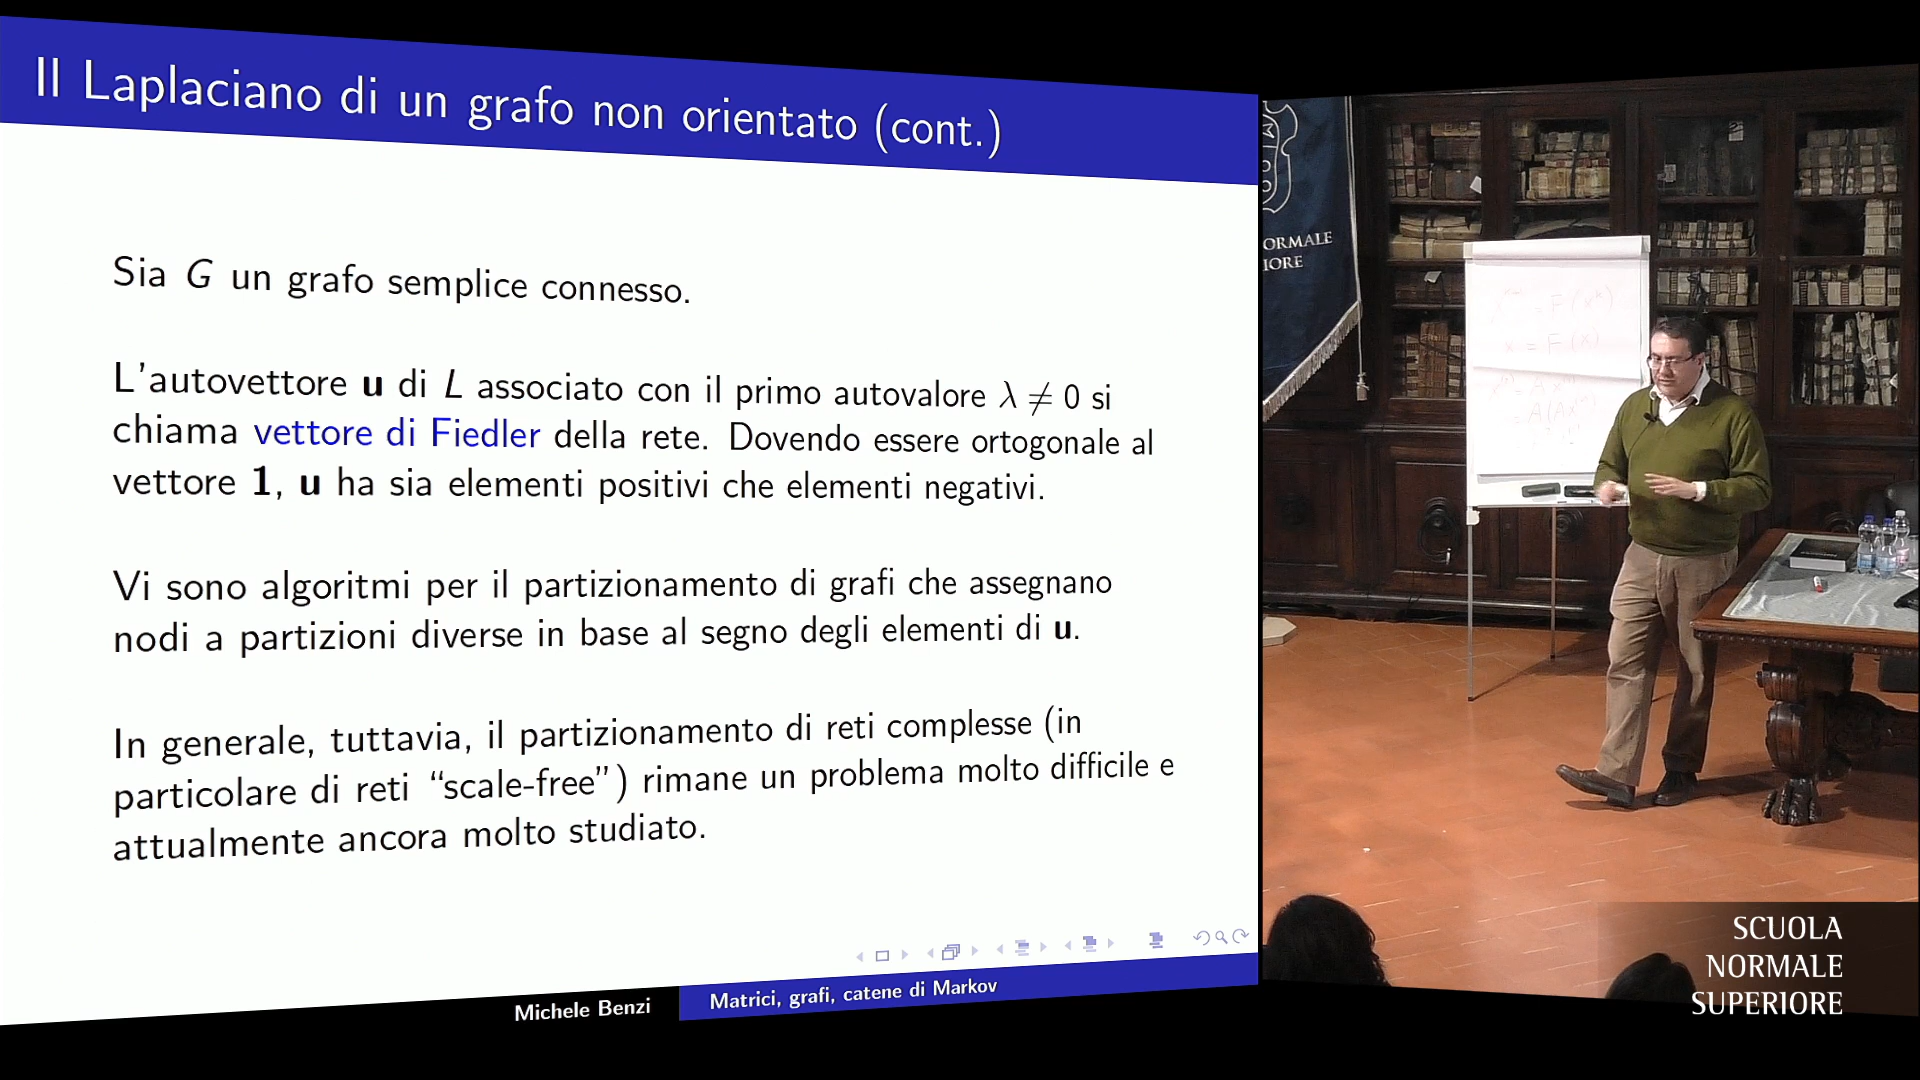 Il Laplaciano di un grafo non orientato (cont.)
Sia G un grafo semplice connesso.
L'autovettore u di L associato con il primo autovalore λ ≠ 0 si
chiama vettore di Fiedler della rete. Dovendo essere ortogonale al
vettore 1, u ha sia elementi positivi che elementi negativi.
Vi sono algoritmi per il partizionamento di grafi che assegnano
nodi a partizioni diverse in base al segno degli elementi di u.
In generale, tuttavia, il partizionamento di reti complesse (in
particolare di reti “scale-free”) rimane un problema molto difficile e
attualmente ancora molto studiato.
Michele Benzi
Matrici, grafi, catene di Markov
ORMALE
IORE
x = F(x)
SCUOLA
NORMALE
SUPERIORE